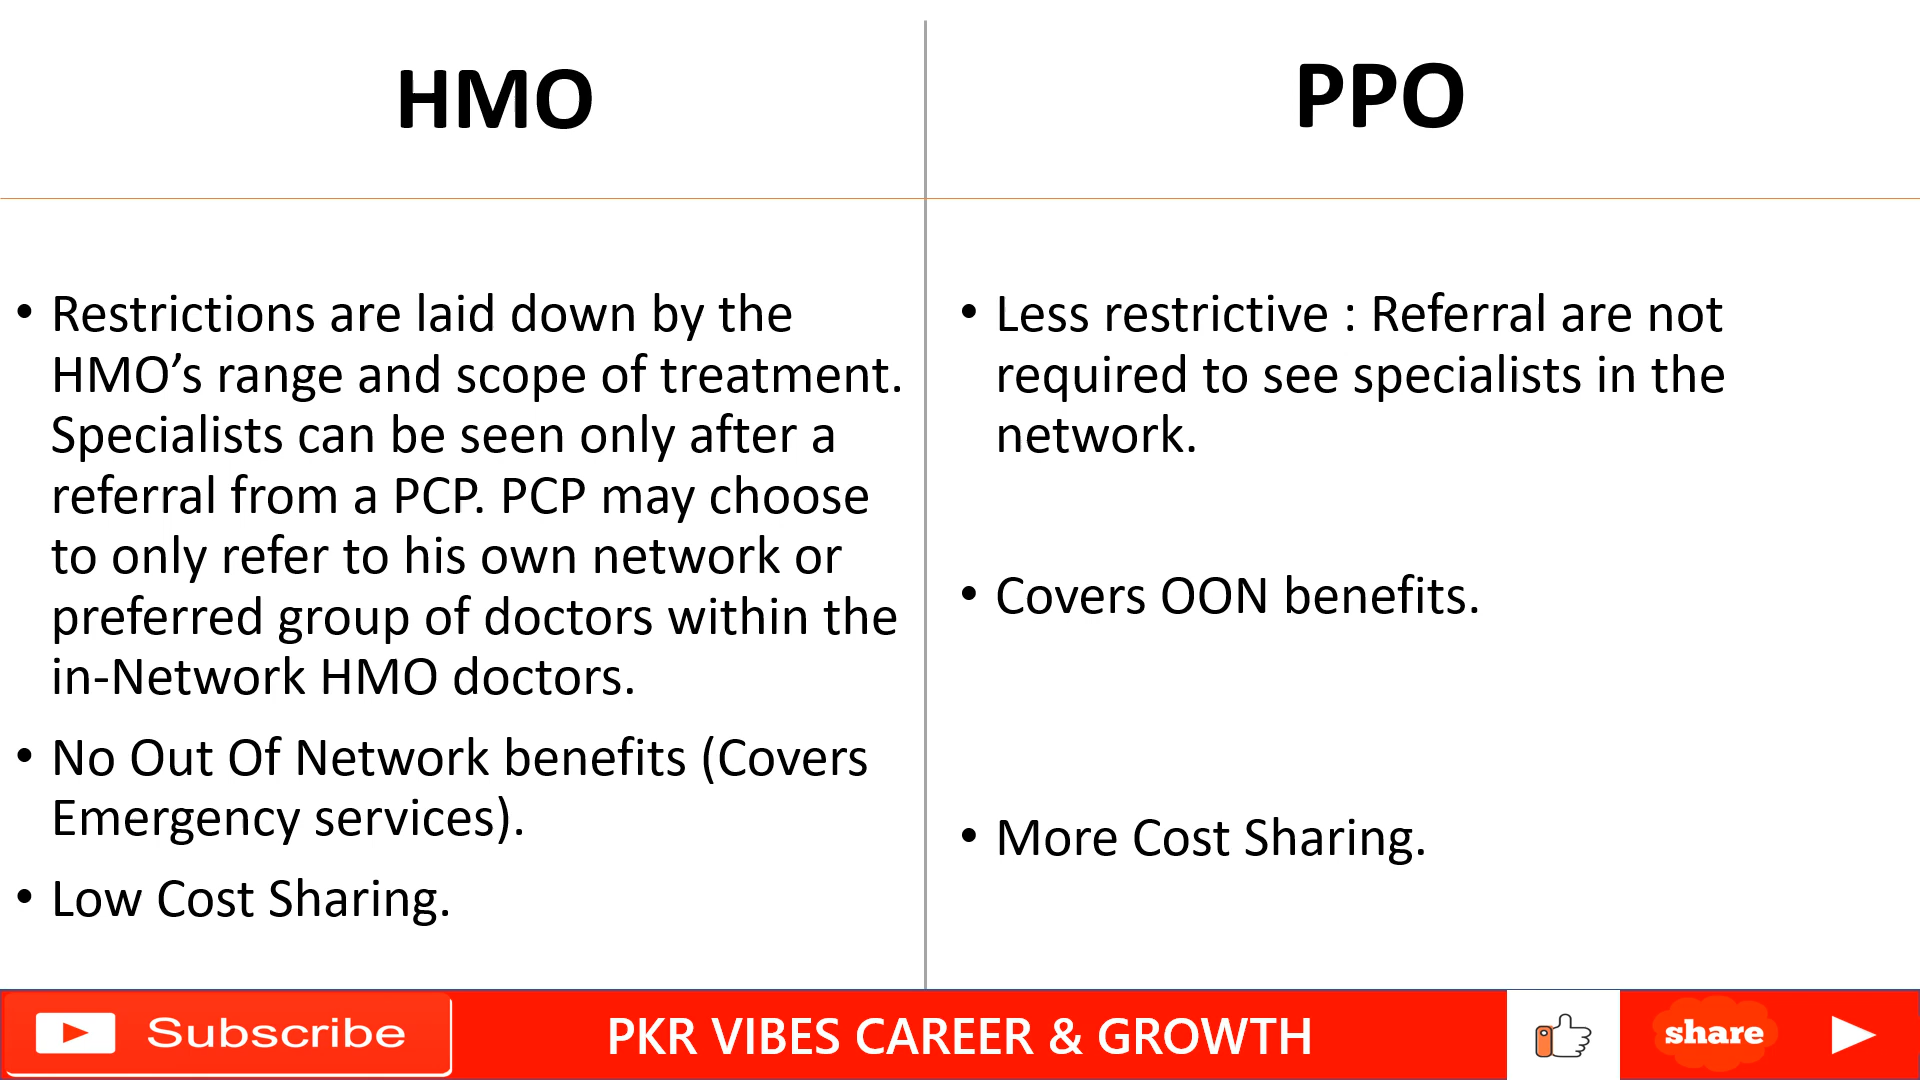 HMO
PPO
• Restrictions are laid down by the
HMO’s range and scope of treatment.
Specialists can be seen only after a
referral from a PCP. PCP may choose
to only refer to his own network or
preferred group of doctors within the
in-Network HMO doctors.
• No Out Of Network benefits (Covers
Emergency services).
• Low Cost Sharing.
• Less restrictive : Referral are not
required to see specialists in the
network.
• Covers OON benefits.
• More Cost Sharing.
Subscribe
PKR VIBES CAREER & GROWTH
share